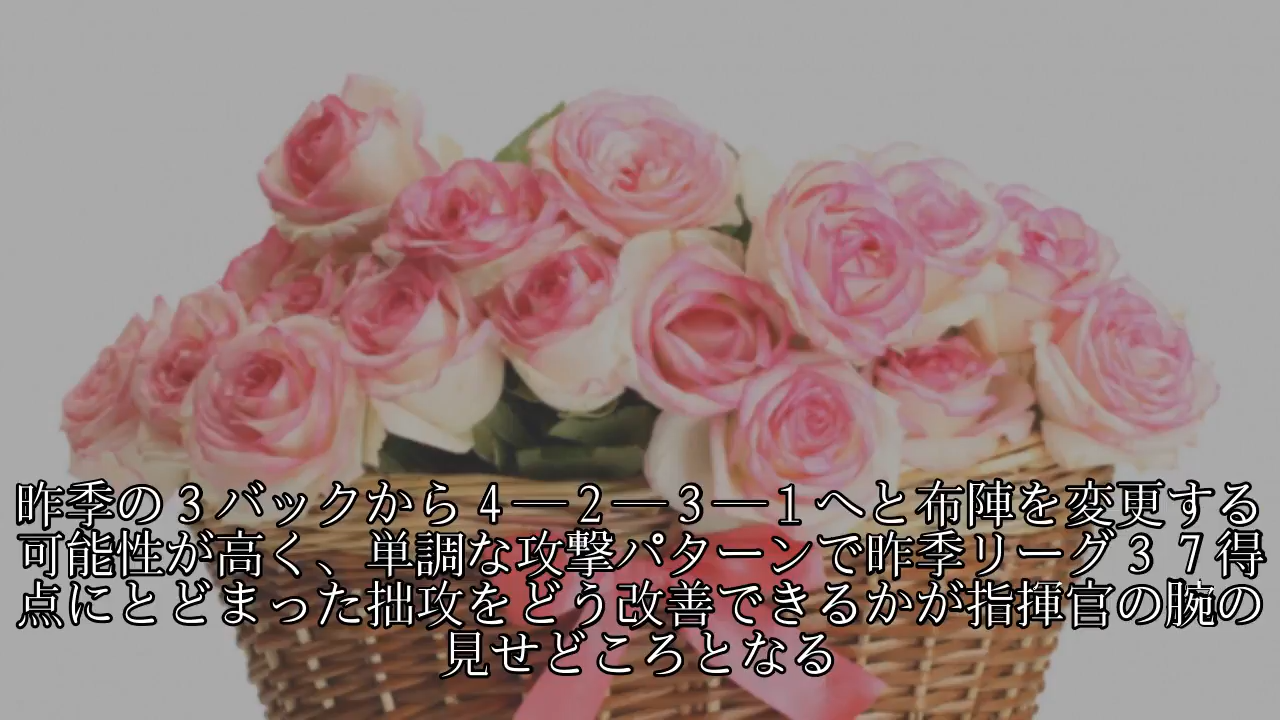 昨季の３バックから４―２―３―１へと布陣を変更する
可能性が高く、単調な攻撃パターンで昨季リーグ３７得
点にとどまった拙攻をどう改善できるかが指揮官の腕の
見せどころとなる